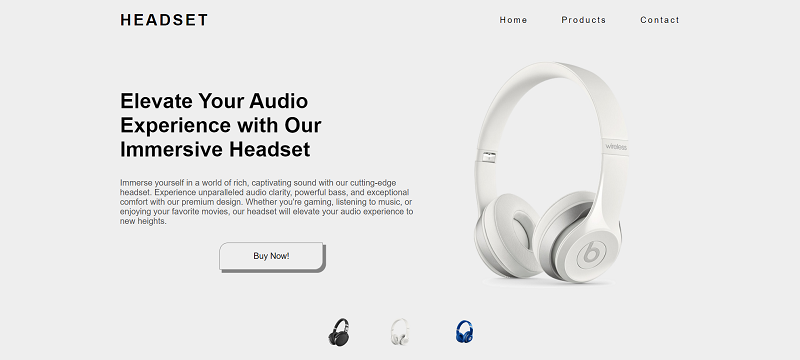 HEADSET
Home Products Contact
Elevate Your Audio
Experience with Our
Immersive Headset
Immerse yourself in a world of rich, captivating sound with our cutting-edge
headset. Experience unparalleled audio clarity, powerful bass, and exceptional
comfort with our premium design. Whether you're gaming, listening to music, or
enjoying your favorite movies, our headset will elevate your audio experience to
new heights.
Buy Now!
wireless
b